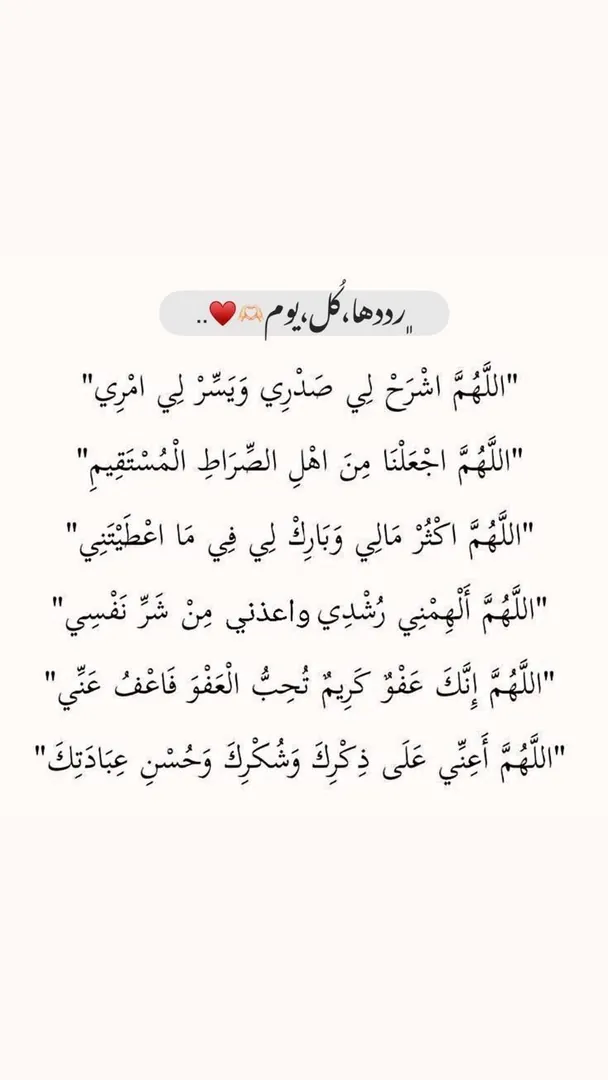 رددها،كُل،يوم🫶🏻♥️..
"اللَّهُمَّ اشْرَحْ لِي صَدْرِي وَيَسِّرْ لِي امْرِي"
"اللَّهُمَّ اجْعَلْنَا مِنَ اهْلِ الصِّرَاطِ الْمُسْتَقِيمِ"
"اللَّهُمَّ اكْثُرْ مَالِي وَبَارِكْ لِي فِي مَا اعْطَيْتَنِي"
"اللَّهُمَّ أَلْهِمْنِي رُشْدِي واعذني مِنْ شَرِّ نَفْسِي"
"اللَّهُمَّ إِنَّكَ عَفْوٌ كَرِيمٌ تُحِبُّ الْعَفْوَ فَاعْفُ عَنِّي"
"اللَّهُمَّ أَعِنِّي عَلَى ذِكْرِكَ وَشُكْرِكَ وَحُسْنِ عِبَادَتِكَ"